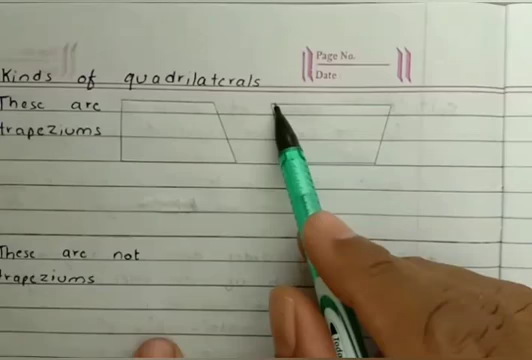 Page No.
Date
Kinds of quadrilaterals
These are
trapeziums
These are not
trapeziums